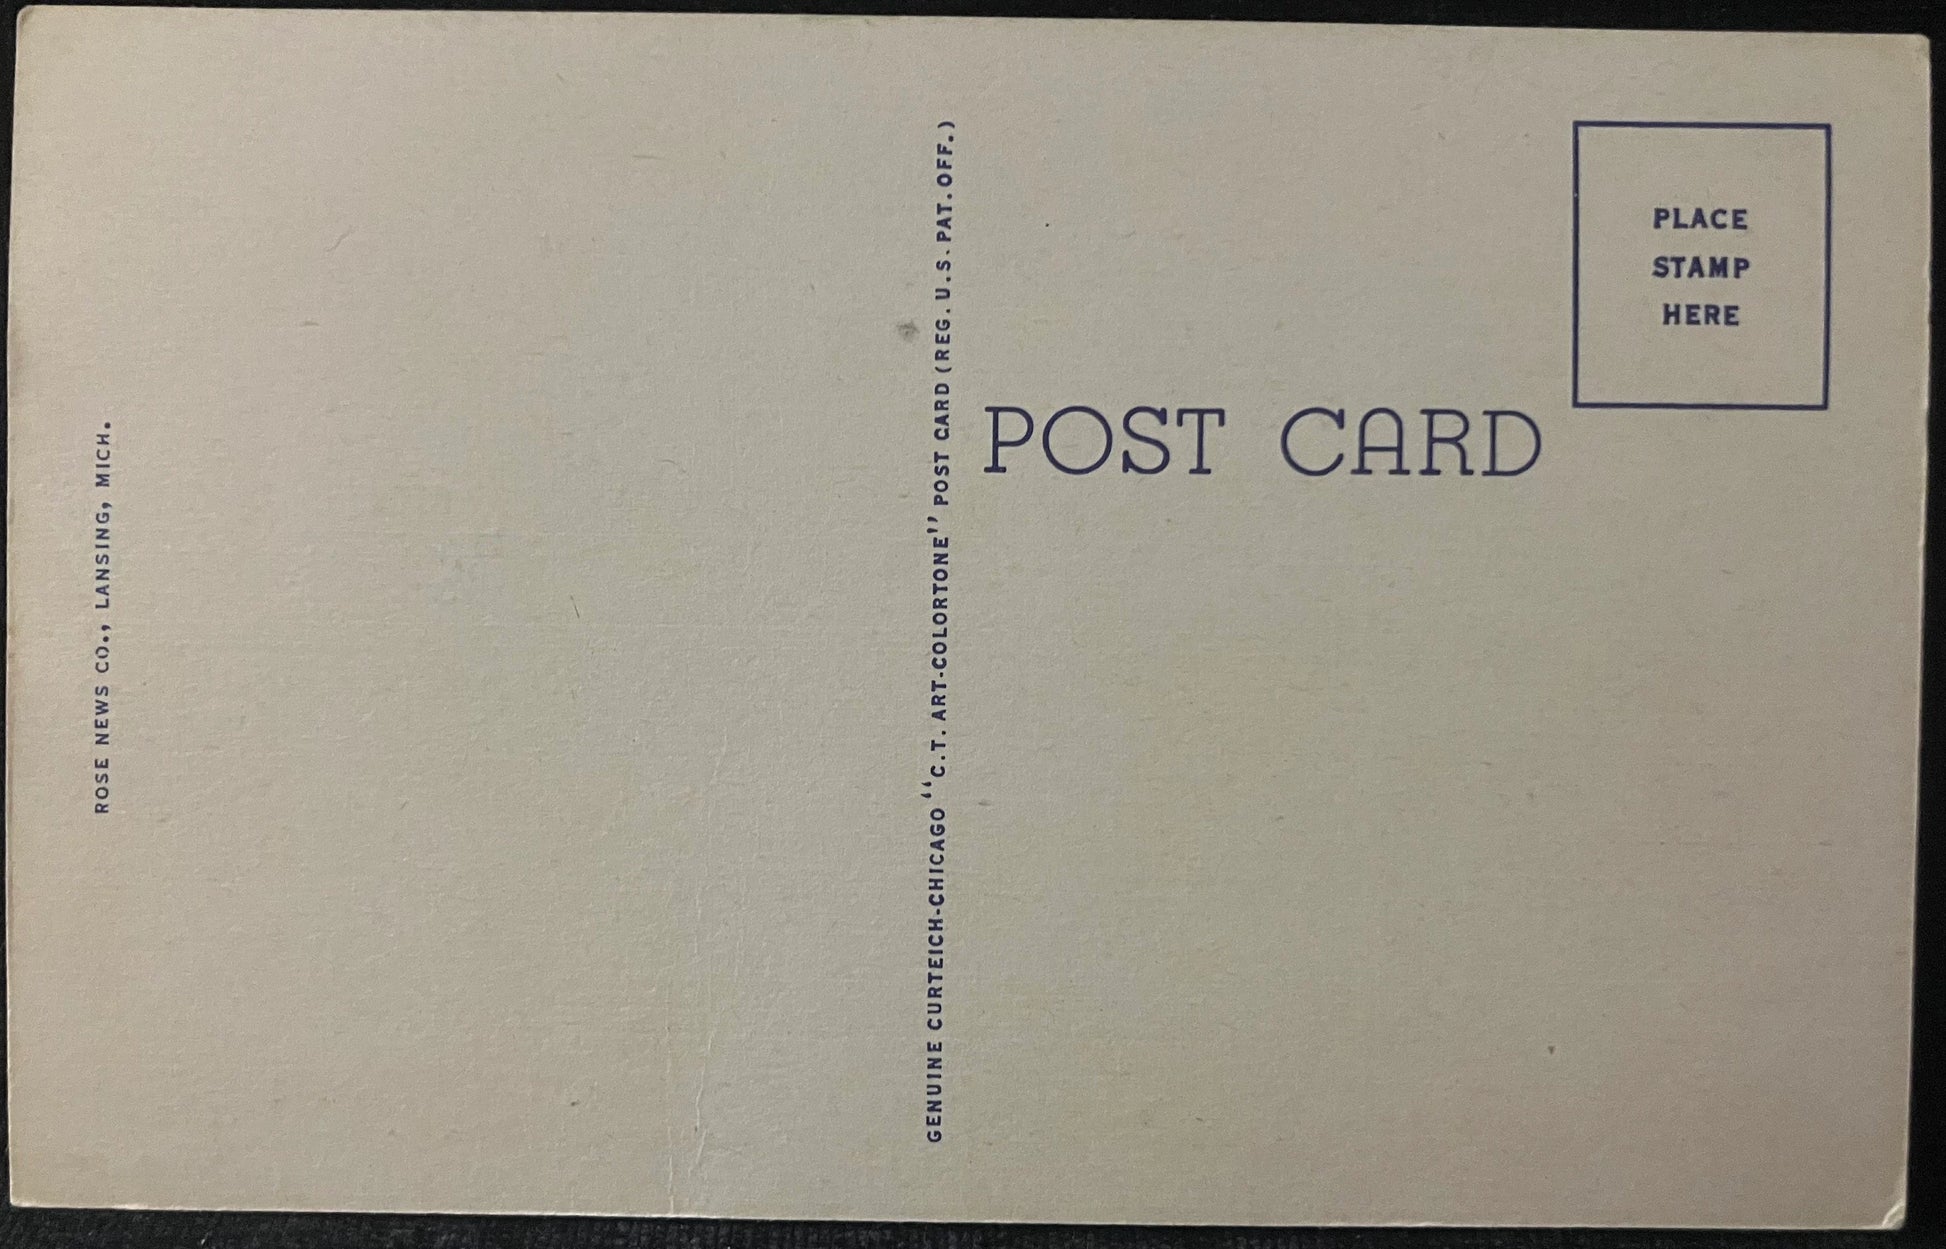 ROSE NEWS CO., LANSING, MICH.
GENUINE CURTEICH-CHICAGO "C.T. ART-COLORTONE" POST CARD (REG. U.S. PAT. OFF.)
POST CARD
PLACE
STAMP
HERE